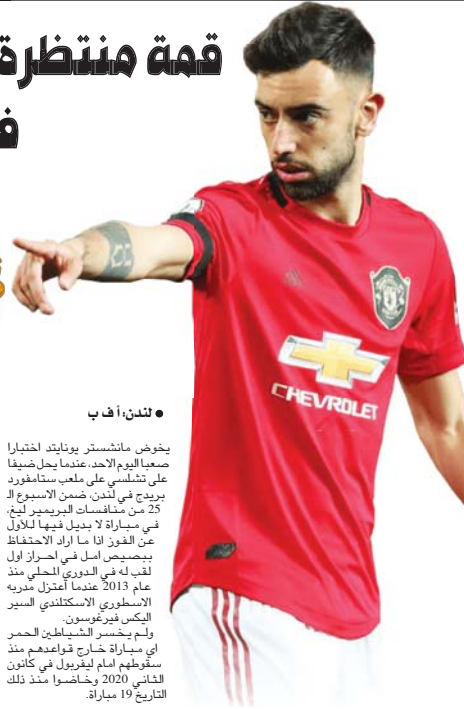 قمة منتظرة
ف
● لندن: أ ف ب
يخوض مانشستر يونايتد اختبارا
صعبا اليوم الاحد، عندما يحل ضيفا
على تشلسي على ملعب ستامفورد
بريدج في لندن، ضمن الاسبوع الـ
25 من منافسات البريمير ليغ،
في مباراة لا بديل فيها للأول
عن الفوز اذا ما اراد الاحتفاظ
ببصيص امل في احراز اول
لقب له في الدوري المحلي منذ
عام 2013 عندما اعتزل مدربه
الاسطوري الاسكتلندي السير
اليكس فيرغوسون.
ولم يخسر الشياطين الحمر
اي مباراة خارج قواعدهم منذ
سقوطهم امام ليفربول في كانون
الثاني 2020 وخاضوا منذ ذلك
التاريخ 19 مباراة.
CHEVROLET